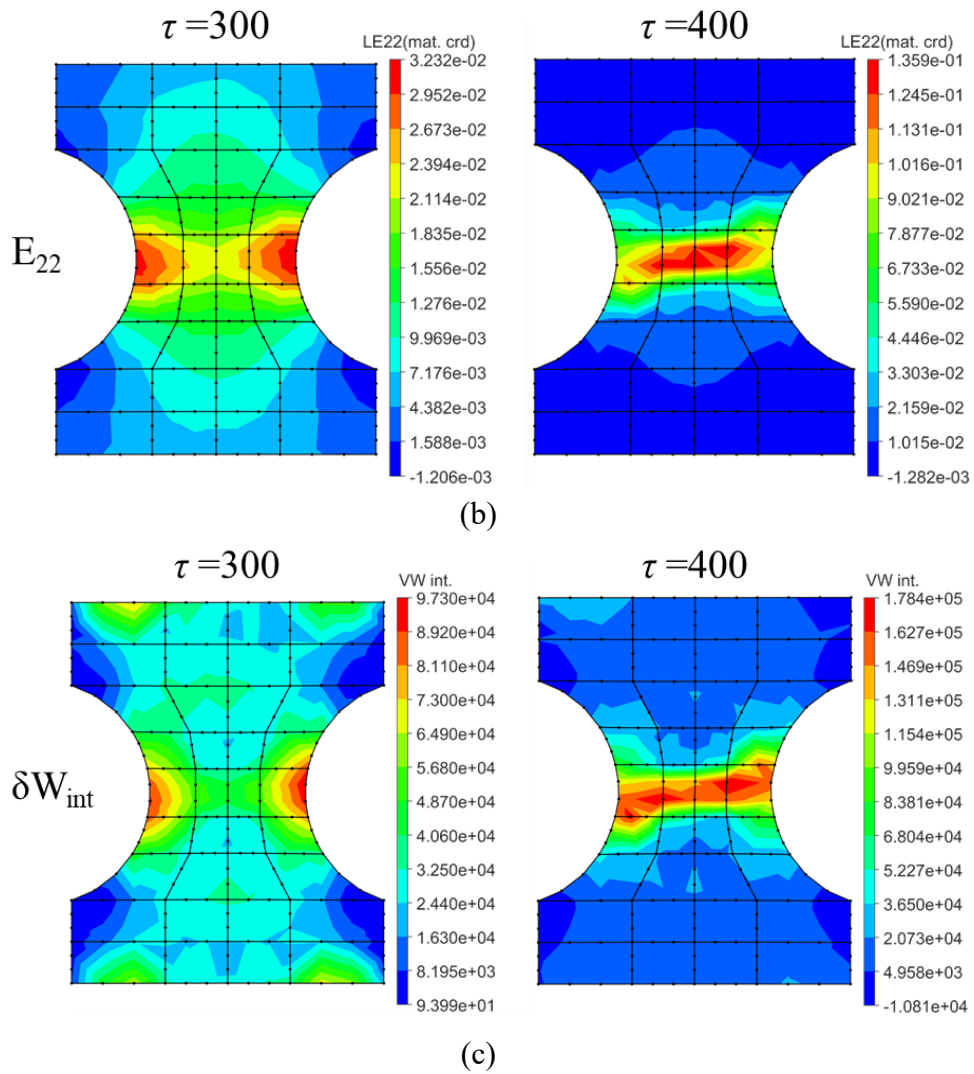 τ =300
τ =400
LE22(mat. crd)
3.232e-02
2.952e-02
2.673e-02
2.394e-02
2.114e-02
1.835e-02
1.556e-02
1.276e-02
9.969e-03
7.176e-03
4.382e-03
1.588e-03
-1.206e-03
LE22(mat. crd)
1.359e-01
1.245e-01
1.131e-01
1.016e-01
9.021e-02
7.877e-02
6.733e-02
5.590e-02
4.446e-02
3.303e-02
2.159e-02
1.015e-02
-1.282e-03
E22
(b)
τ =300
τ =400
VW int.
9.730e+04
8.920e+04
8.110e+04
7.300e+04
6.490e+04
5.680e+04
4.870e+04
4.060e+04
3.250e+04
2.440e+04
1.630e+04
8.195e+03
9.399e+01
VW int.
1.784e+05
1.627e+05
1.469e+05
1.311e+05
1.154e+05
9.959e+04
8.381e+04
6.804e+04
5.227e+04
3.650e+04
2.073e+04
4.958e+04
-1.081e+04
δWint
(c)